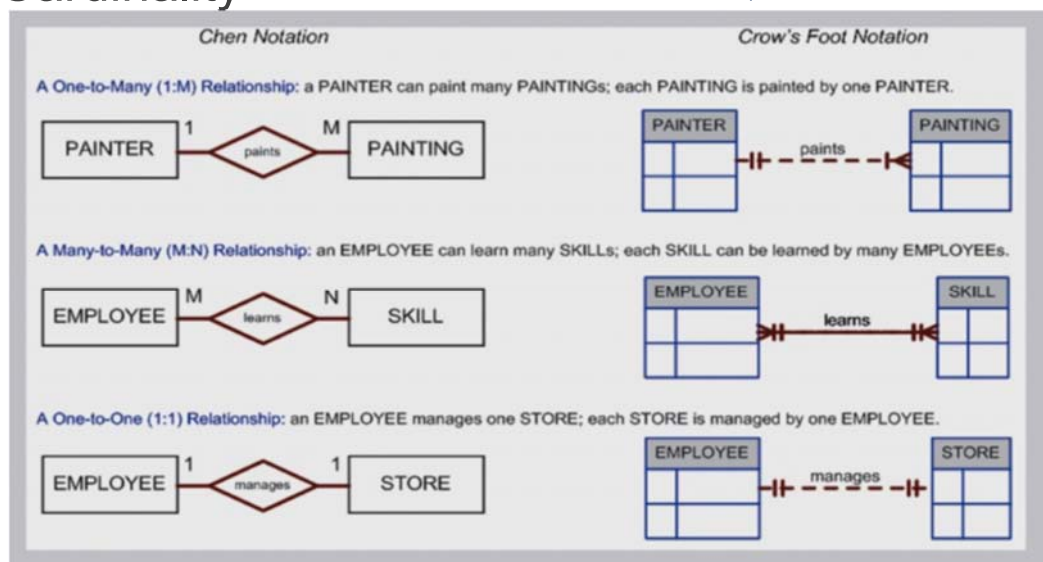 Cardinality
Chen Notation
Crow's Foot Notation
A One-to-Many (1:M) Relationship: a PAINTER can paint many PAINTINGs; each PAINTING is painted by one PAINTER.
PAINTER
1
paints
M
PAINTING
PAINTER
paints
PAINTING
A Many-to-Many (M:N) Relationship: an EMPLOYEE can learn many SKILLs; each SKILL can be learned by many EMPLOYEEs.
EMPLOYEE
M
learns
N
SKILL
EMPLOYEE
learns
SKILL
A One-to-One (1:1) Relationship: an EMPLOYEE manages one STORE; each STORE is managed by one EMPLOYEE.
EMPLOYEE
1
manages
1
STORE
EMPLOYEE
manages
STORE